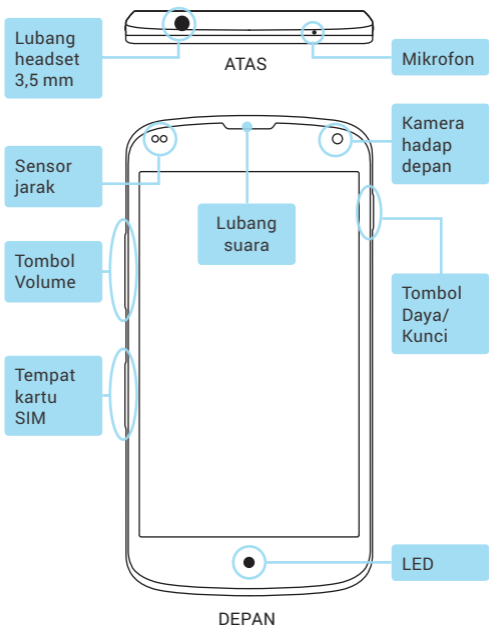 Lubang
headset
3,5 mm
ATAS
Mikrofon
Kamera
hadap
depan
Sensor
jarak
Lubang
suara
Tombol
Volume
Tombol
Daya/
Kunci
Tempat
kartu
SIM
LED
DEPAN